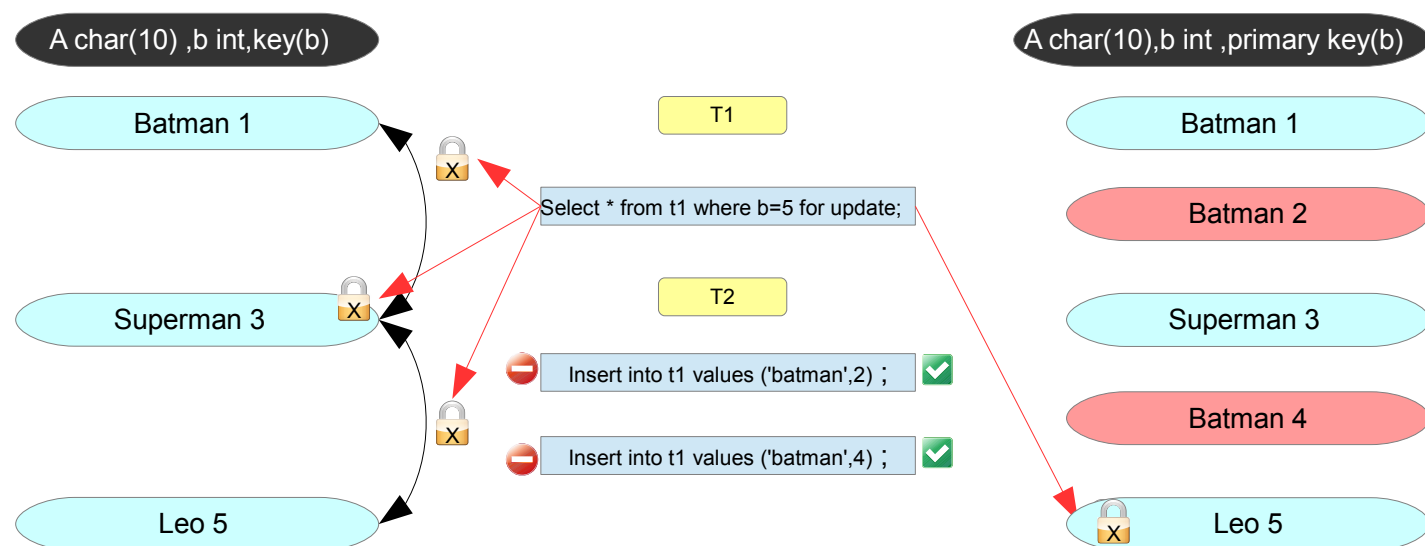 A char(10) ,b int,key(b)
A char(10),b int ,primary key(b)
Batman 1
T1
Batman 1
X
Select * from t1 where b=5 for update;
Batman 2
T2
X
Superman 3
Superman 3
Insert into t1 values ('batman',2) ;
X
Batman 4
Insert into t1 values ('batman',4) ;
Leo 5
X
Leo 5